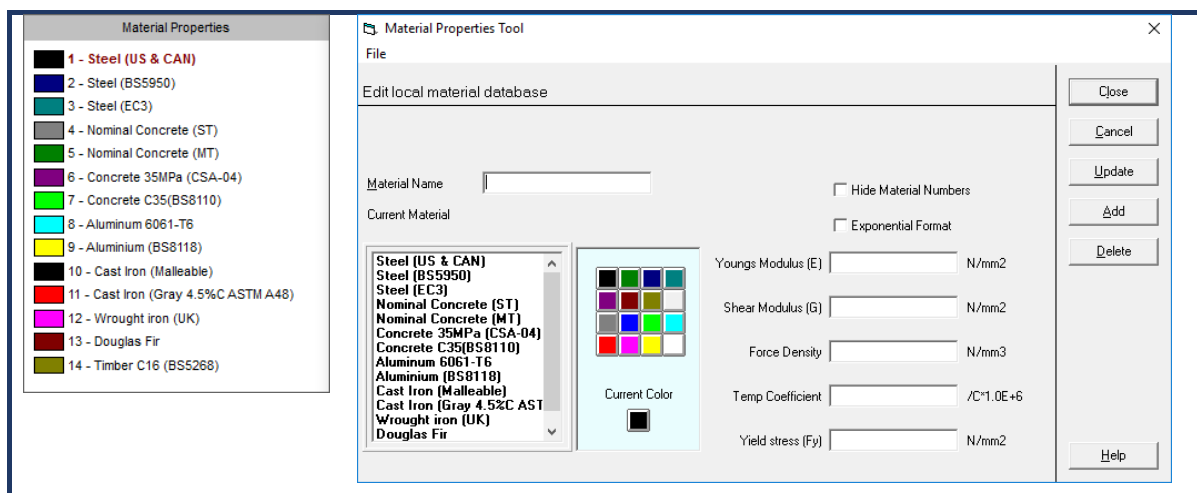 Material Properties
1 - Steel (US & CAN)
2 - Steel (BS5950)
3 - Steel (EC3)
4 - Nominal Concrete (ST)
5 - Nominal Concrete (MT)
6 - Concrete 35MPa (CSA-04)
7 - Concrete C35(BS8110)
8 - Aluminum 6061-T6
9 - Aluminium (BS8118)
10 - Cast Iron (Malleable)
11 - Cast Iron (Gray 4.5%C ASTM A48)
12 - Wrought iron (UK)
13 - Douglas Fir
14 - Timber C16 (BS5268)
Material Properties Tool
File
Edit local material database
Material Name
Current Material
Hide Material Numbers
Exponential Format
Steel (US & CAN)
Steel (BS5950)
Steel (EC3)
Nominal Concrete (ST)
Nominal Concrete (MT)
Concrete 35MPa (CSA-04)
Concrete C35(BS8110)
Aluminum 6061-T6
Aluminium (BS8118)
Cast Iron (Malleable)
Cast Iron (Gray 4.5%C AST
Wrought iron (UK)
Douglas Fir
Current Color
Youngs Modulus (E) N/mm2
Shear Modulus (G) N/mm2
Force Density N/mm3
Temp Coefficient /C*1.0E+6
Yield stress (Fy) N/mm2
Close
Cancel
Update
Add
Delete
Help